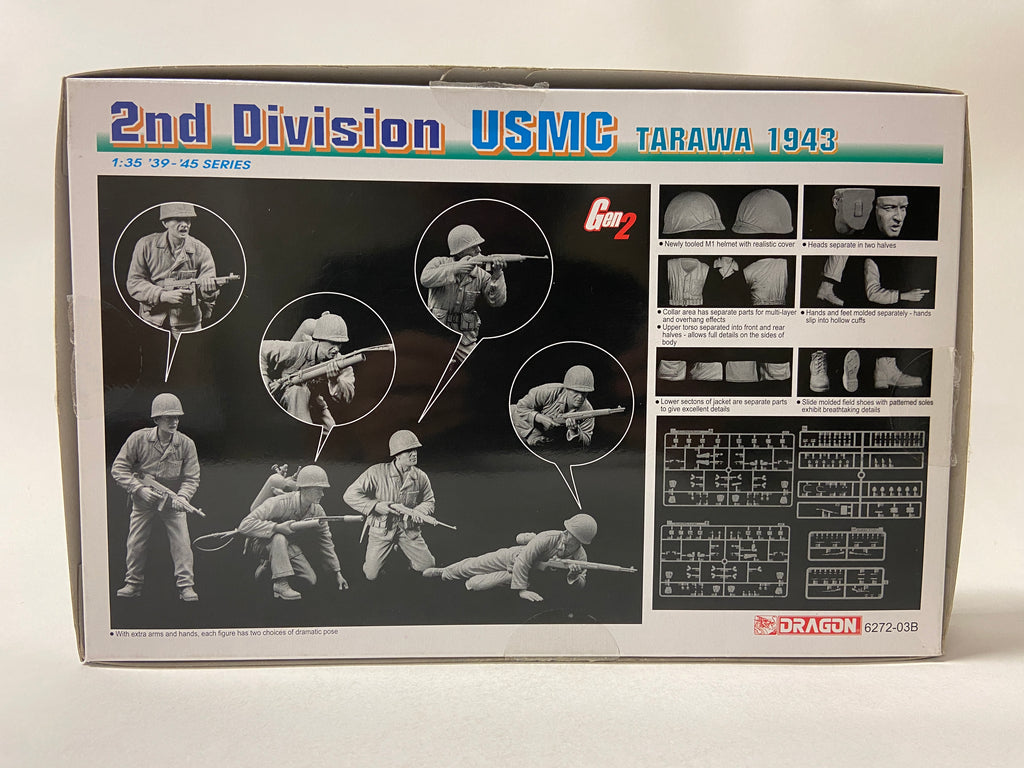 2nd Division USMC TARAWA 1943
1:35 '39-'45 SERIES
Gen2
• Newly tooled M1 helmet with realistic cover
• Heads separate in two halves
• Collar area has separate parts for multi-layer
and overhang effects
• Upper torso separated into front and rear
halves - allows full details on the sides of
body
• Hands and feet molded separately - hands
slip into hollow cuffs
• Lower sectons of jacket are separate parts
to give excellent details
• Slide molded field shoes with patterned soles
exhibit breathtaking details
• With extra arms and hands, each figure has two choices of dramatic pose
DRAGON 6272-03B